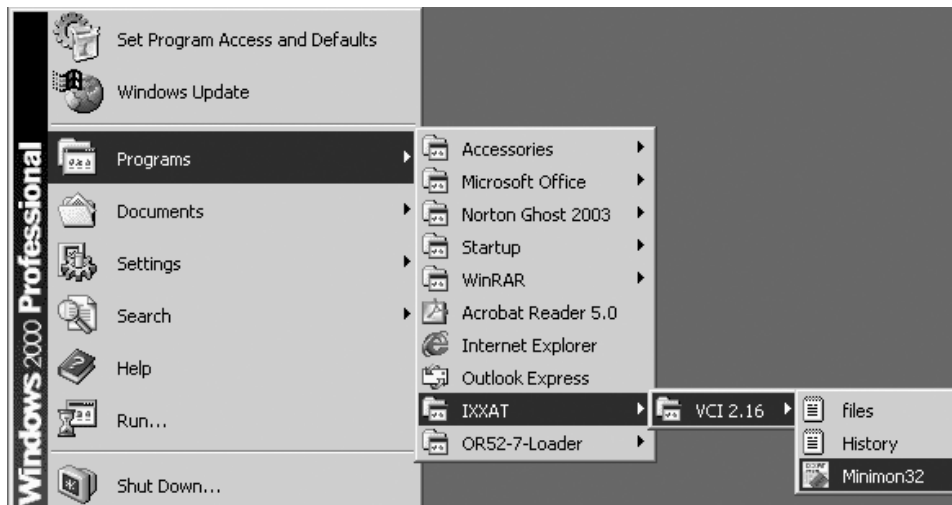 Windows 2000 Professional
Set Program Access and Defaults
Windows Update
Programs
Documents
Settings
Search
Help
Run...
Shut Down...
Accessories
Microsoft Office
Norton Ghost 2003
Startup
WinRAR
Acrobat Reader 5.0
Internet Explorer
Outlook Express
IXXAT
OR52-7-Loader
VCI 2.16
files
History
Minimon32